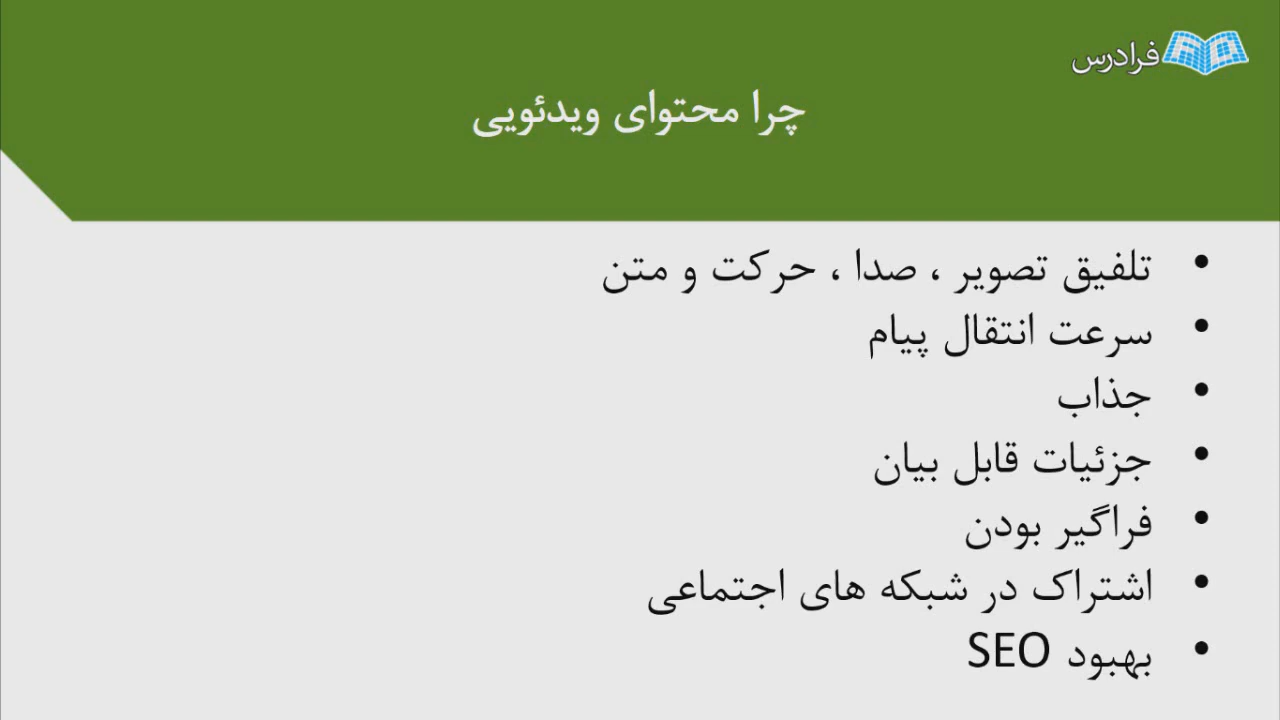 فرادرس
چرا محتوای ویدئویی
• تلفیق تصویر ، صدا ، حرکت و متن
• سرعت انتقال پیام
• جذاب
• جزئیات قابل بیان
• فراگیر بودن
• اشتراک در شبکه های اجتماعی
• بهبود SEO